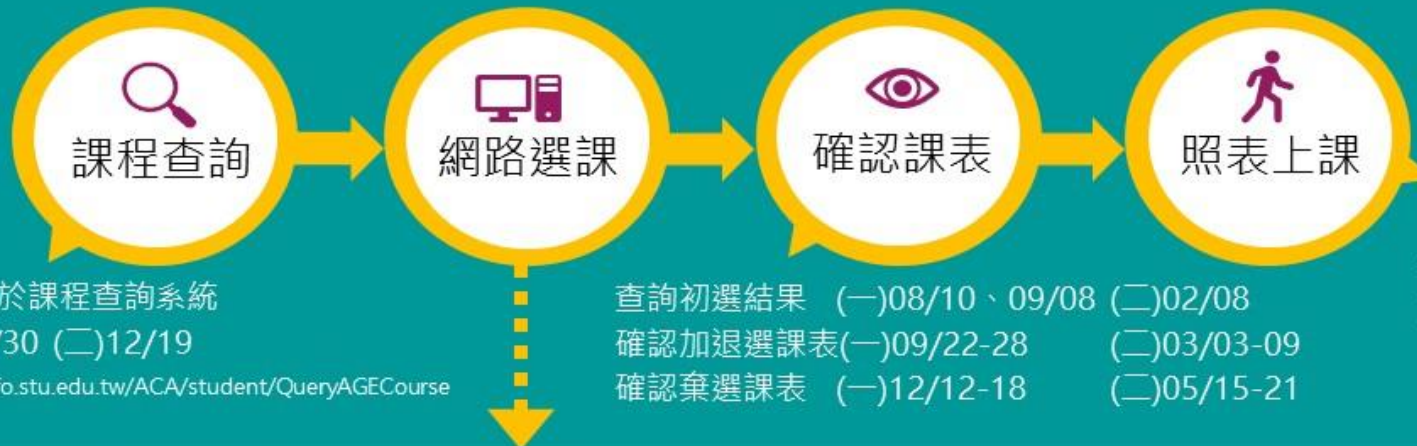 課程查詢
網路選課
確認課表
照表上課
於課程查詢系統
/30 (二)12/19
fo.stu.edu.tw/ACA/student/QueryAGECourse
查詢初選結果 (一)08/10、09/08 (二)02/08
確認加退選課表(一)09/22-28 (二)03/03-09
確認棄選課表 (一)12/12-18 (二)05/15-21